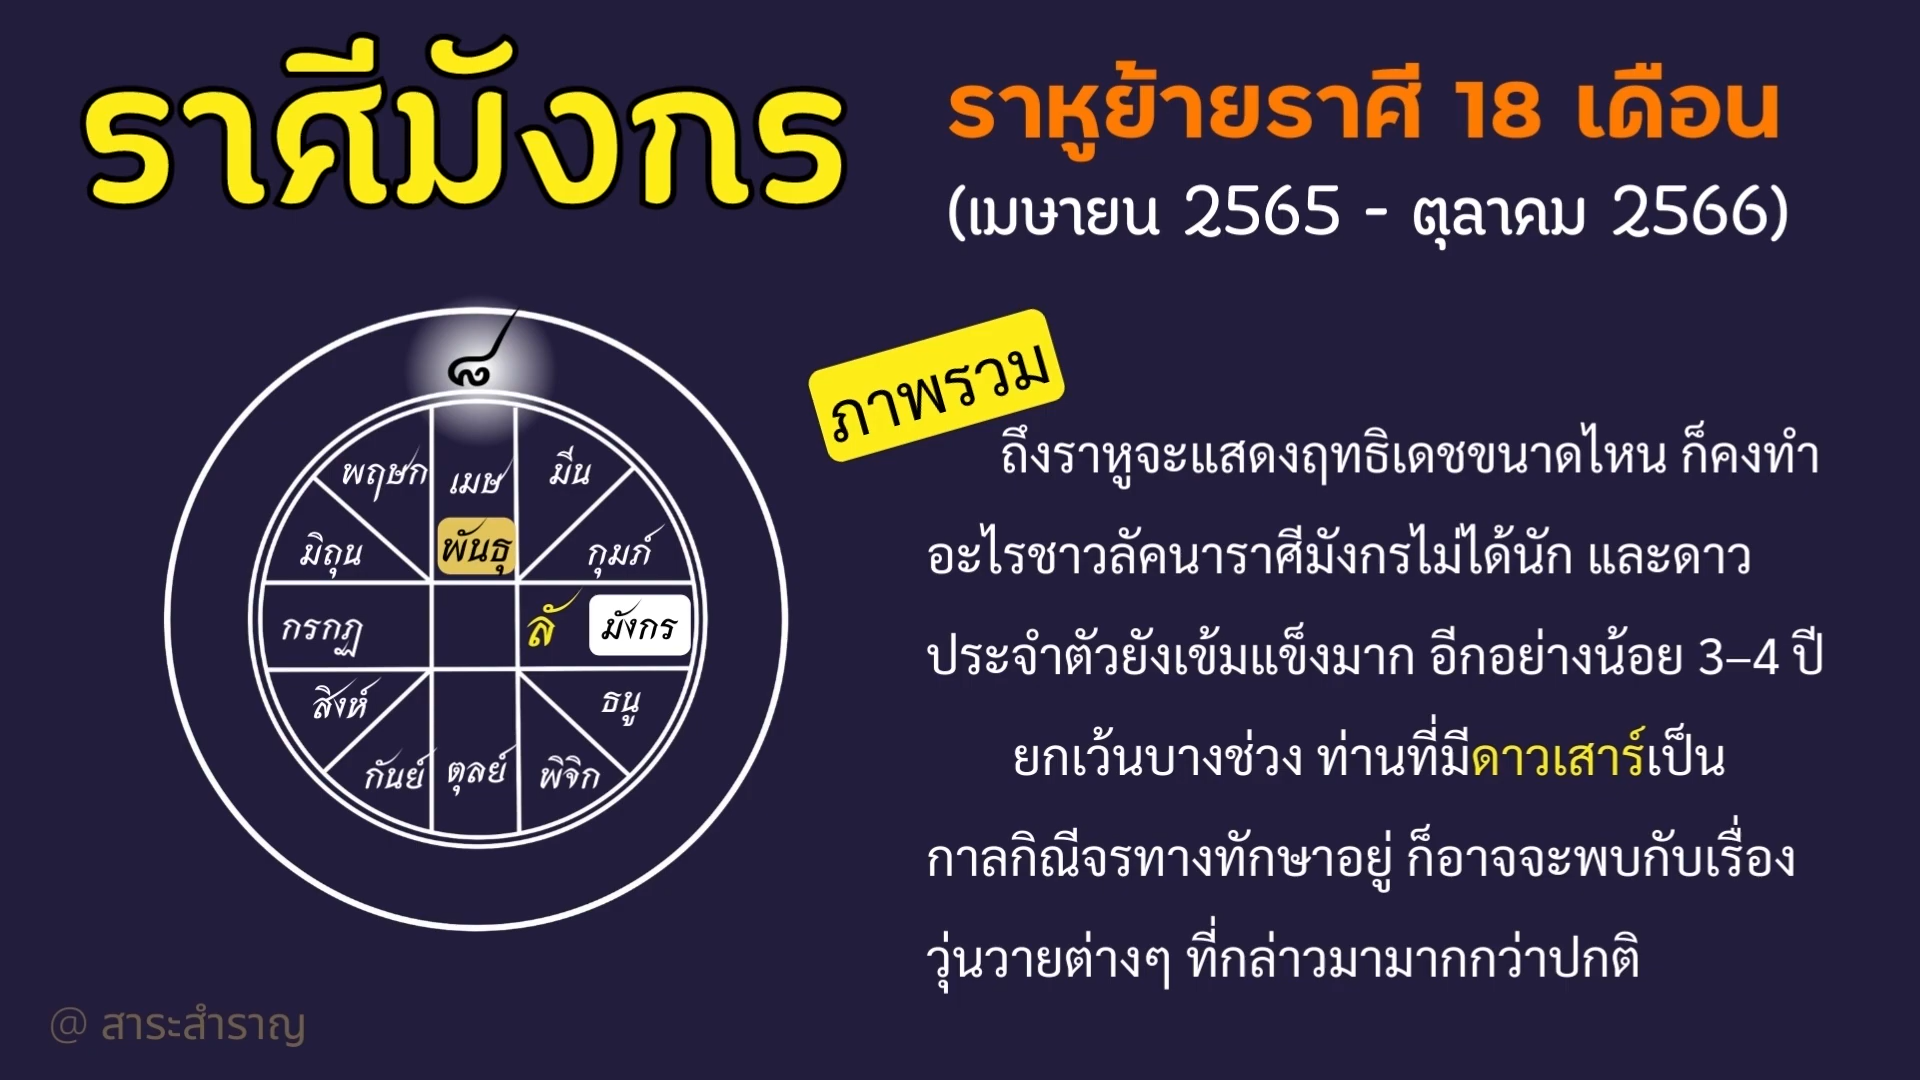 ราศีมังกร
ราหูย้ายราศี 18 เดือน
(เมษายน 2565 - ตุลาคม 2566)
๘
พฤษก
เมษ
มีน
พันธุ
มิถุน
กุมภ์
กรกฏ
ลั
มังกร
สิงห์
ธนู
กันย์
ตุลย์
พิจิก
ภาพรวม
ถึงราหูจะแสดงฤทธิเดชขนาดไหน ก็คงทำ
อะไรชาวลัคนาราศีมังกรไม่ได้นัก และดาว
ประจำตัวยังเข้มแข็งมาก อีกอย่างน้อย 3–4 ปี
ยกเว้นบางช่วง ท่านที่มีดาวเสาร์เป็น
กาลกิณีจรทางทักษาอยู่ ก็อาจจะพบกับเรื่อง
วุ่นวายต่างๆ ที่กล่าวมามากกว่าปกติ
@ สาระสำราญ